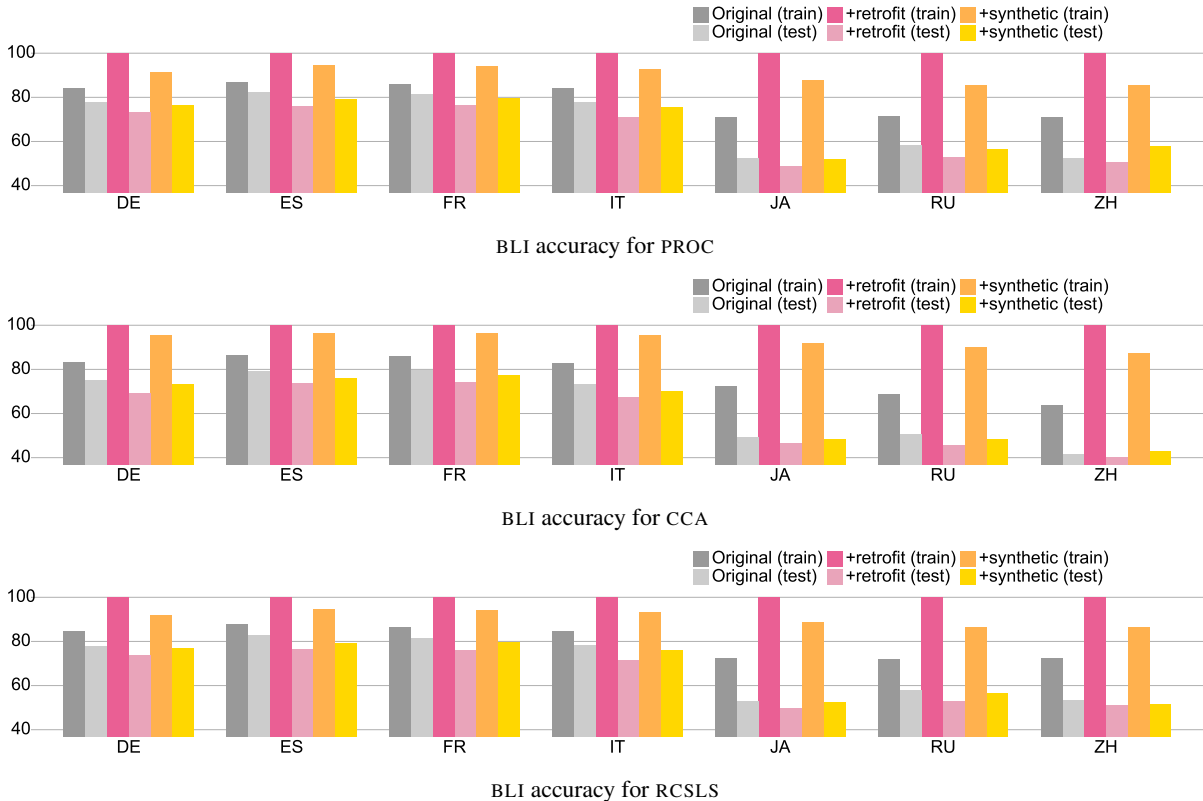 Original (train) +retrofit (train) +synthetic (train)
Original (test) +retrofit (test) +synthetic (test)
100
80
60
40
DE ES FR IT JA RU ZH
BLI accuracy for PROC
Original (train) +retrofit (train) +synthetic (train)
Original (test) +retrofit (test) +synthetic (test)
100
80
60
40
DE ES FR IT JA RU ZH
BLI accuracy for CCA
Original (train) +retrofit (train) +synthetic (train)
Original (test) +retrofit (test) +synthetic (test)
100
80
60
40
DE ES FR IT JA RU ZH
BLI accuracy for RCSLS